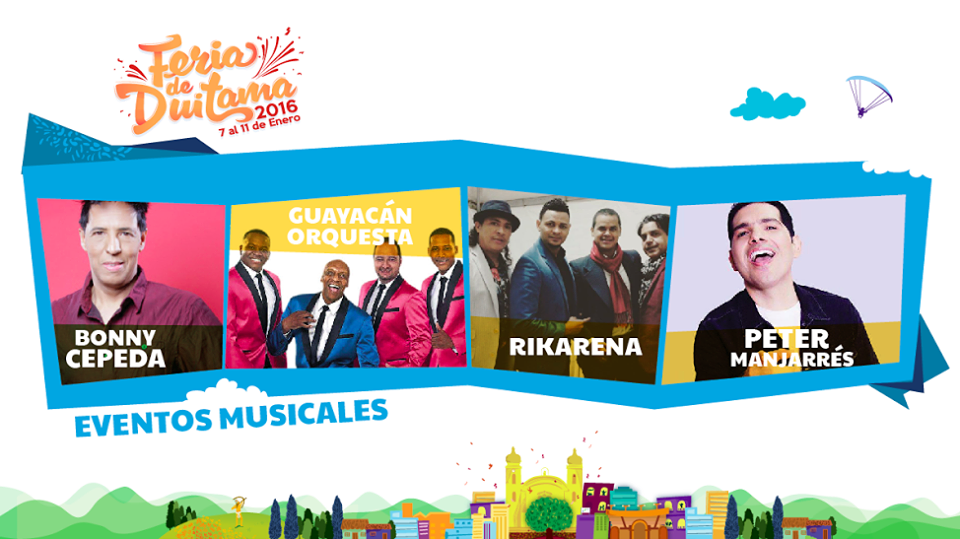 Feria
de
Duitama
2016
7 al 11 de Enero
BONNY
CEPEDA
GUAYACÁN
ORQUESTA
RIKARENA
PETER
MANJARRÉS
EVENTOS MUSICALES